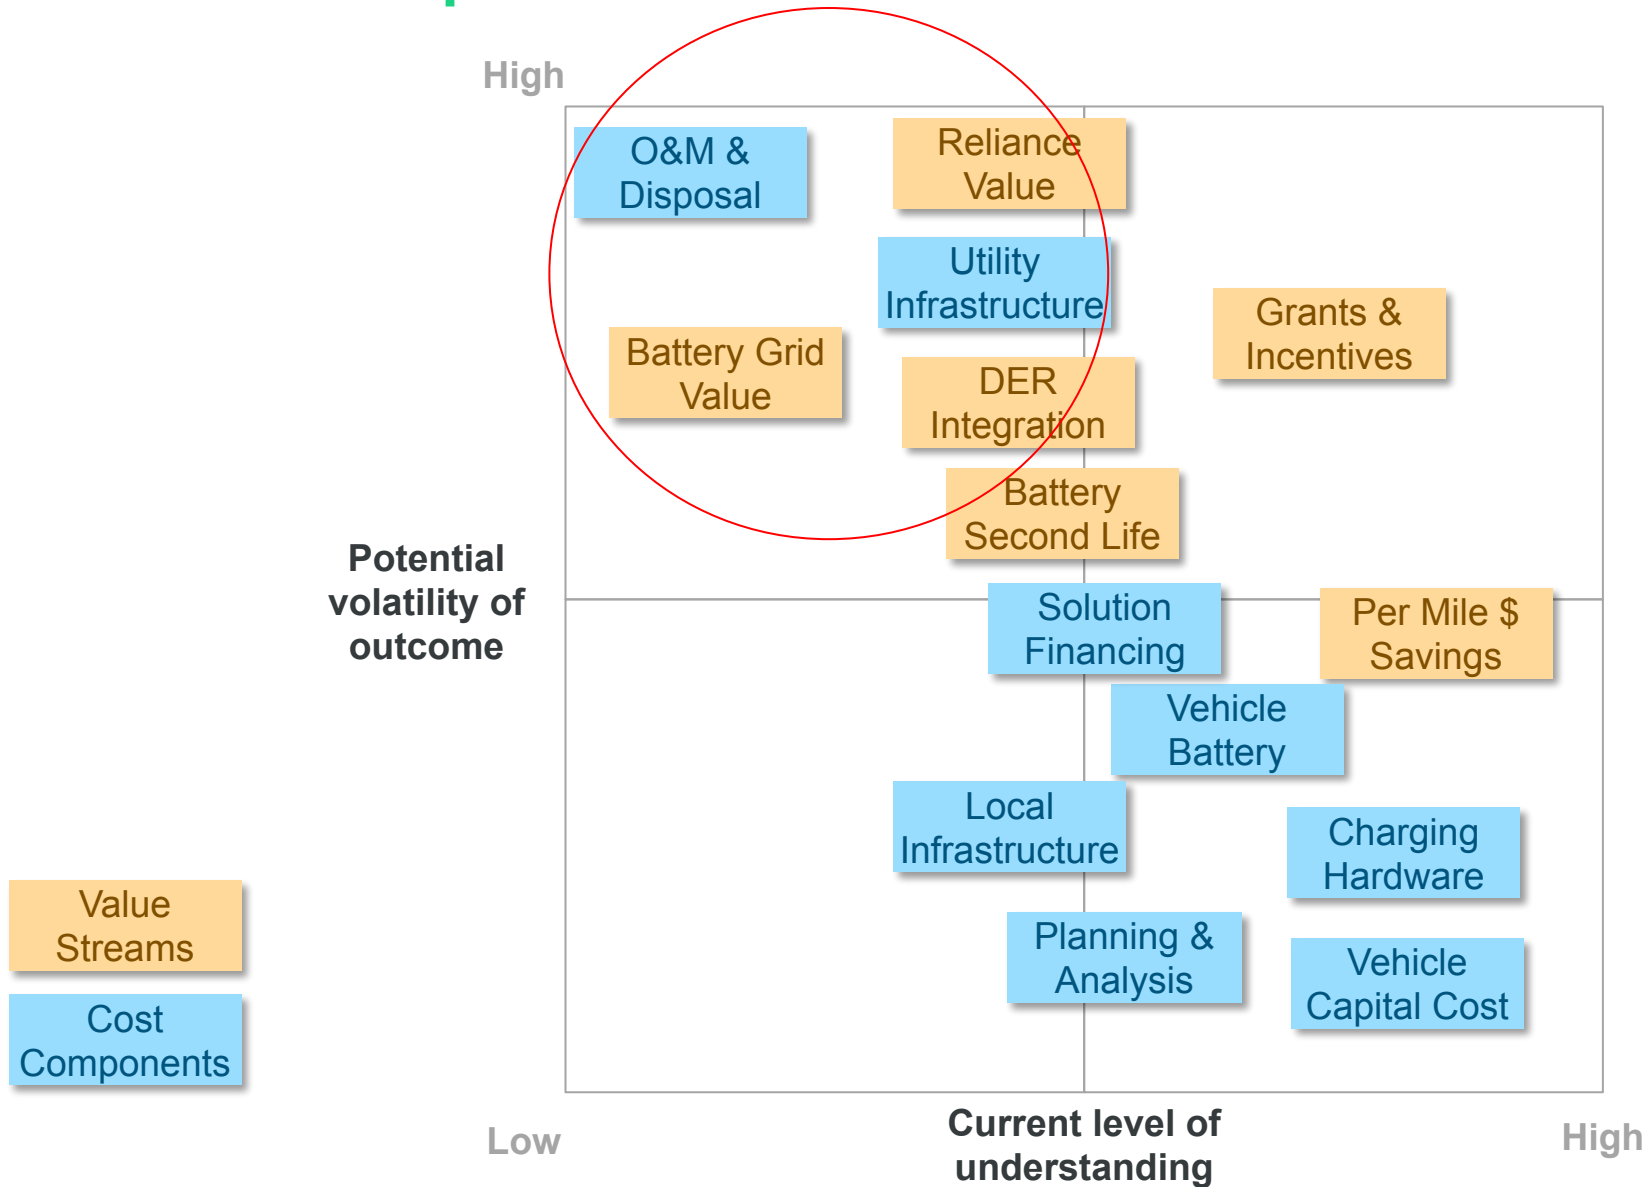 High
O&M &
Disposal
Reliance
Value
Utility
Infrastructure
Grants &
Incentives
Battery Grid
Value
DER
Integration
Battery
Second Life
Potential
volatility of
outcome
Solution
Financing
Per Mile $
Savings
Vehicle
Battery
Local
Infrastructure
Charging
Hardware
Value
Streams
Planning &
Analysis
Vehicle
Capital Cost
Cost
Components
Low
Current level of
understanding
High